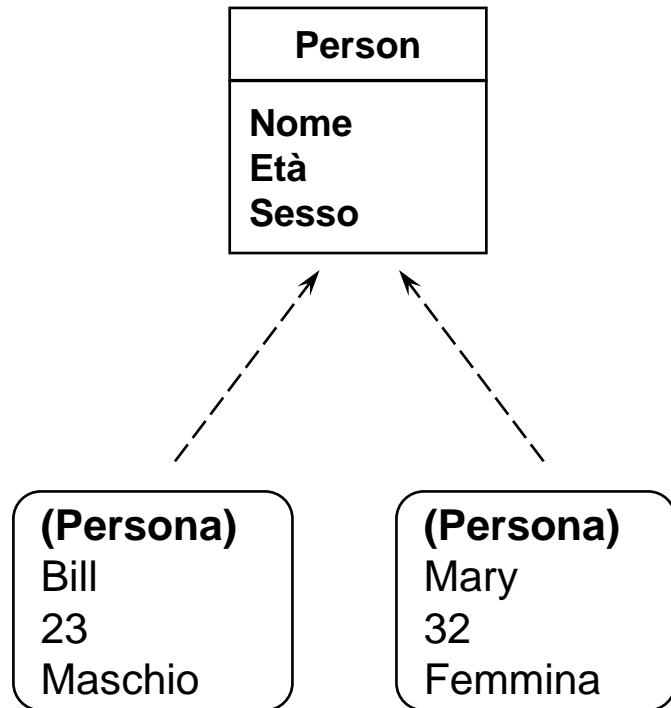 Person
Nome
Età
Sesso
(Persona)
Bill
23
Maschio
(Persona)
Mary
32
Femmina